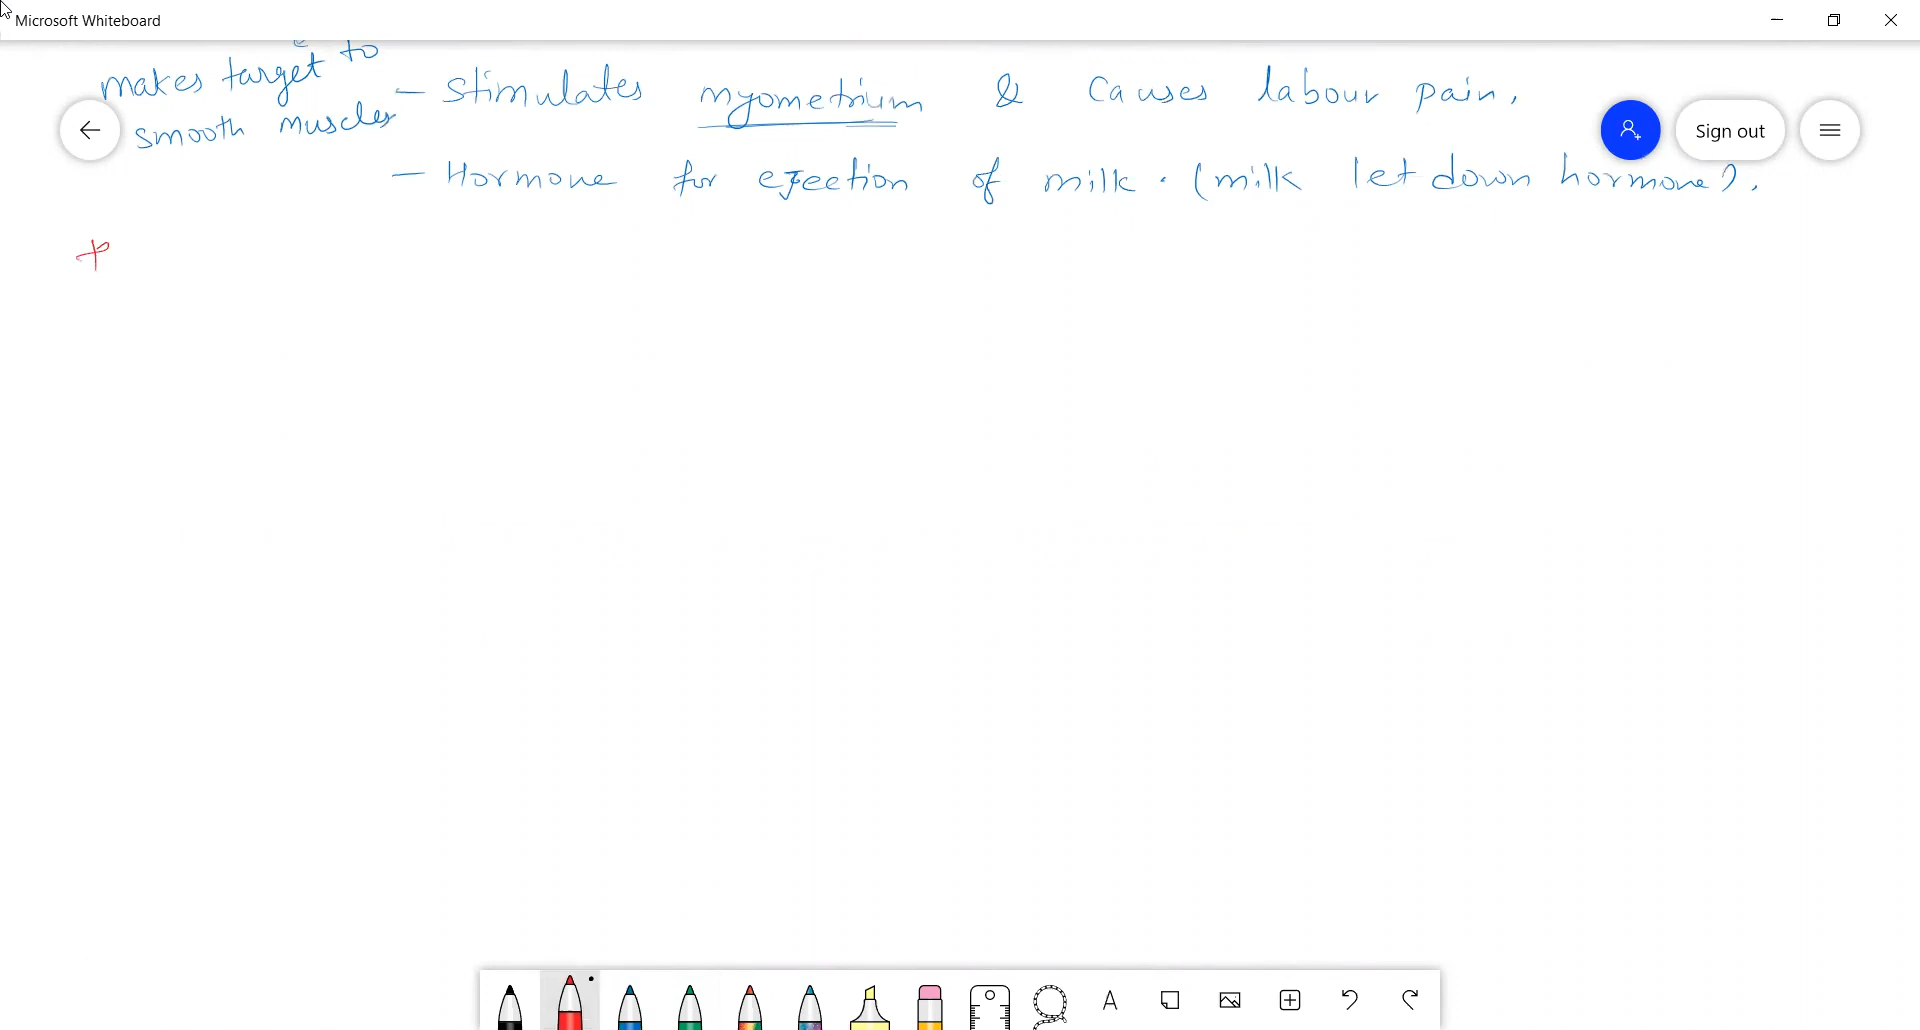 Microsoft Whiteboard
makes target to
smooth muscles
— Stimulates myometrium & causes labour pain.
— Hormone for ejection of milk. (milk let down hormone).
Sign out